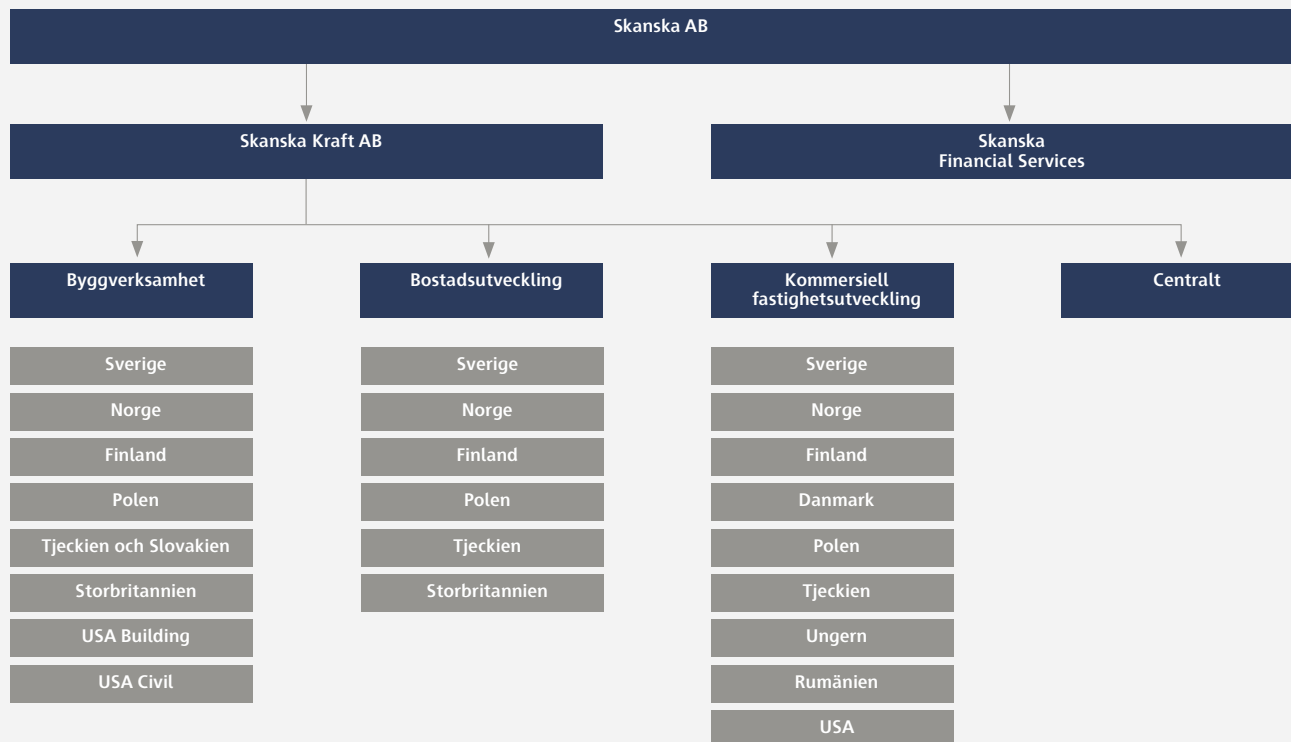 Skanska AB
Skanska Kraft AB
Skanska
Financial Services
Byggverksamhet
Sverige
Norge
Finland
Polen
Tjeckien och Slovakien
Storbritannien
USA Building
USA Civil
Bostadsutveckling
Sverige
Norge
Finland
Polen
Tjeckien
Storbritannien
Kommersiell
fastighetsutveckling
Sverige
Norge
Finland
Danmark
Polen
Tjeckien
Ungern
Rumänien
USA
Centralt